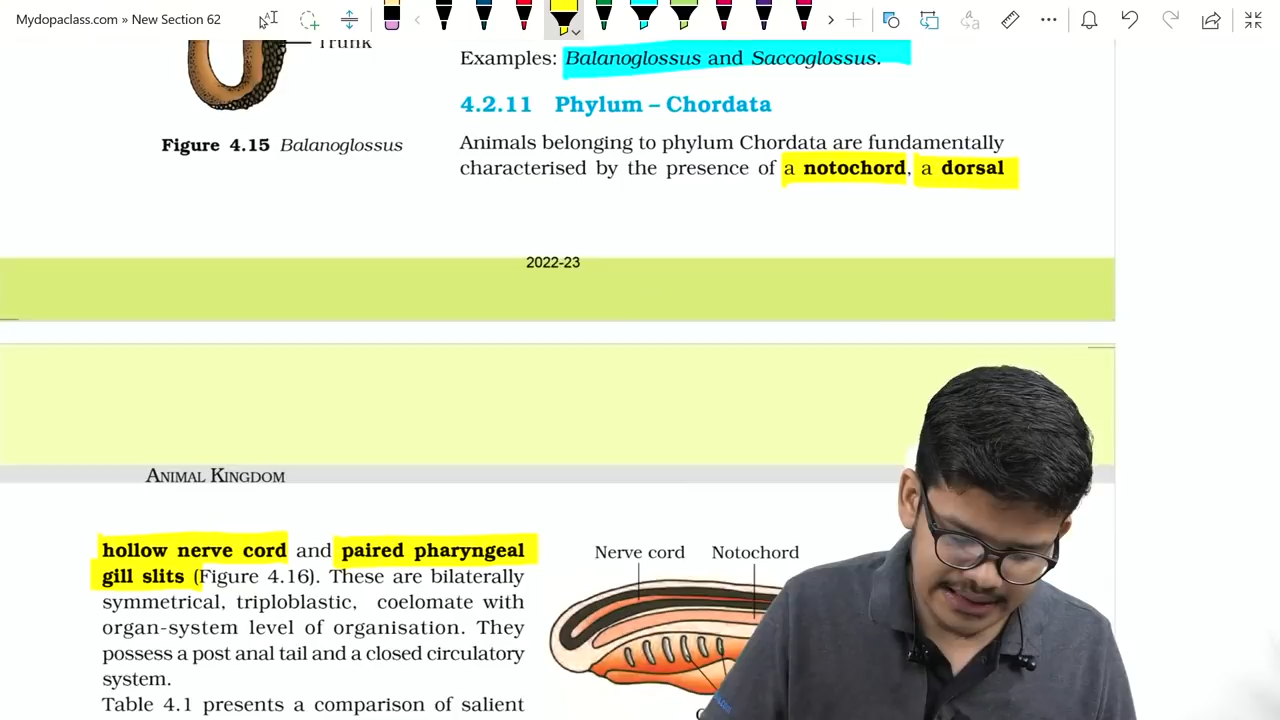 Mydopaclass.com » New Section 62
Trunk
Examples: Balanoglossus and Saccoglossus.
4.2.11 Phylum – Chordata
Figure 4.15 Balanoglossus
Animals belonging to phylum Chordata are fundamentally
characterised by the presence of a notochord, a dorsal
2022-23
ANIMAL KINGDOM
hollow nerve cord and paired pharyngeal
gill slits (Figure 4.16). These are bilaterally
symmetrical, triploblastic, coelomate with
organ-system level of organisation. They
possess a post anal tail and a closed circulatory
system.
Table 4.1 presents a comparison of salient
Nerve cord Notochord